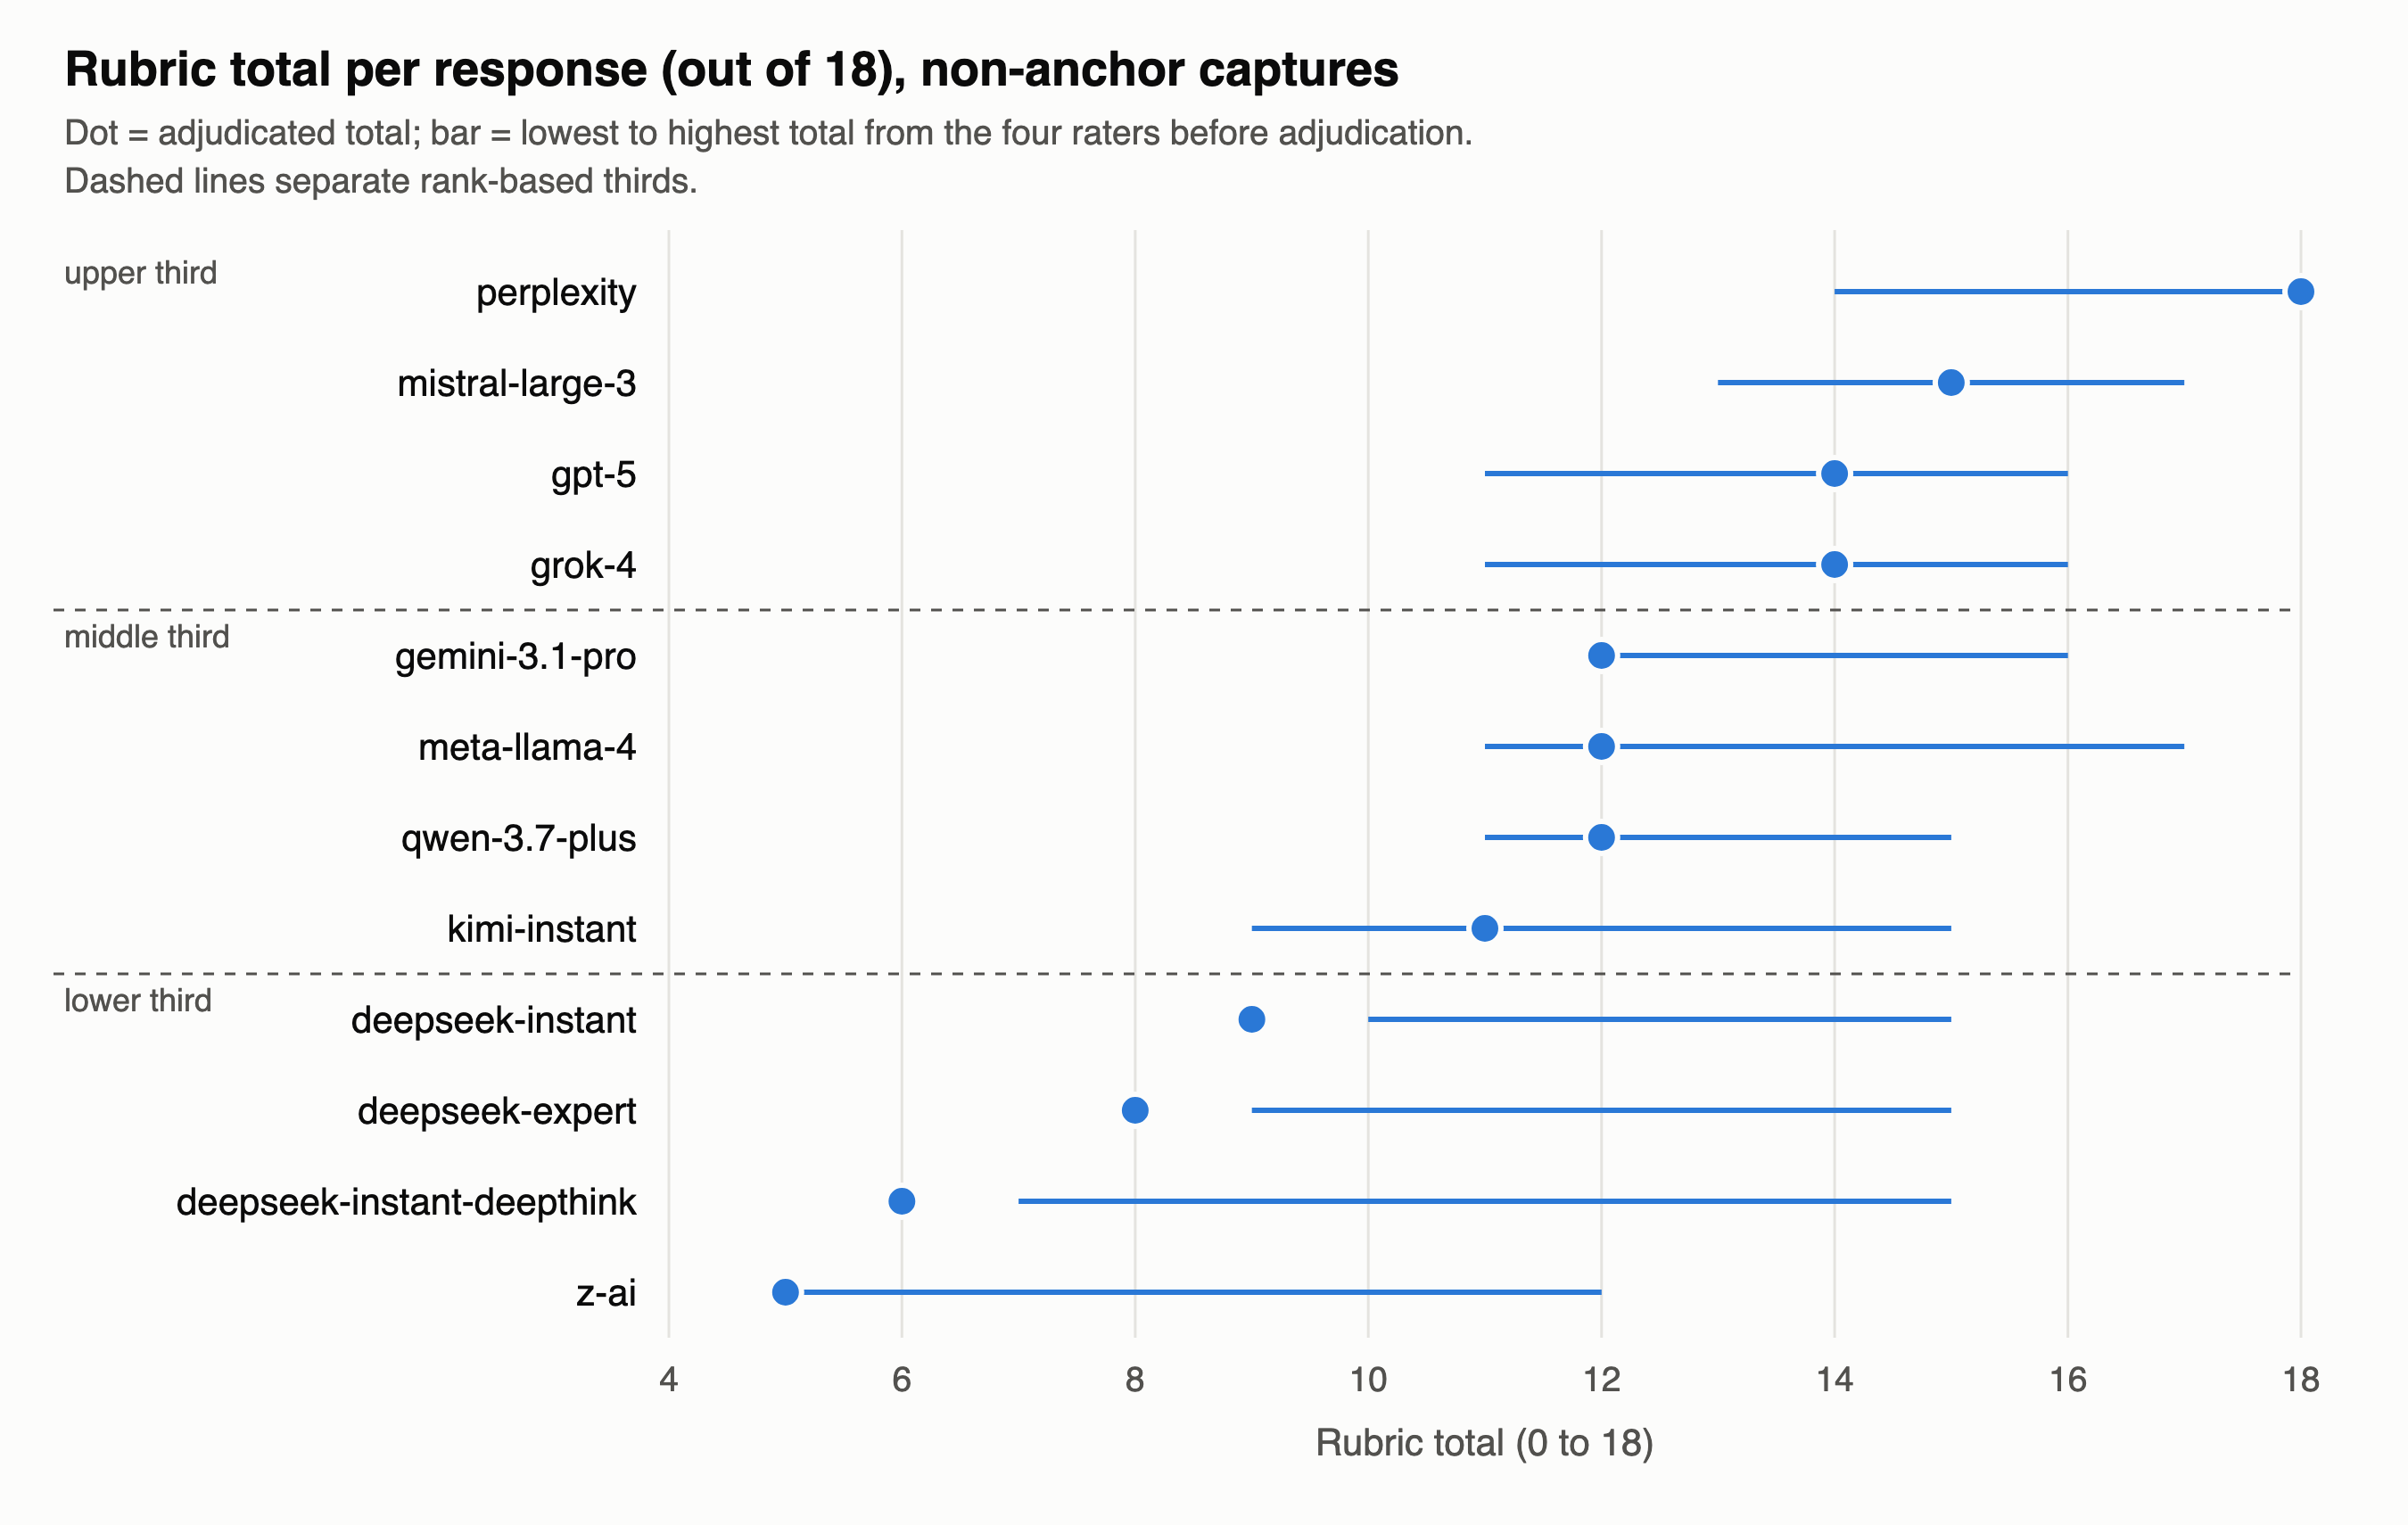 Rubric total per response (out of 18), non-anchor captures
Dot = adjudicated total; bar = lowest to highest total from the four raters before adjudication.
Dashed lines separate rank-based thirds.
upper third
perplexity
mistral-large-3
gpt-5
grok-4
middle third
gemini-3.1-pro
meta-llama-4
qwen-3.7-plus
kimi-instant
lower third
deepseek-instant
deepseek-expert
deepseek-instant-deepthink
z-ai
4 6 8 10 12 14 16 18
Rubric total (0 to 18)